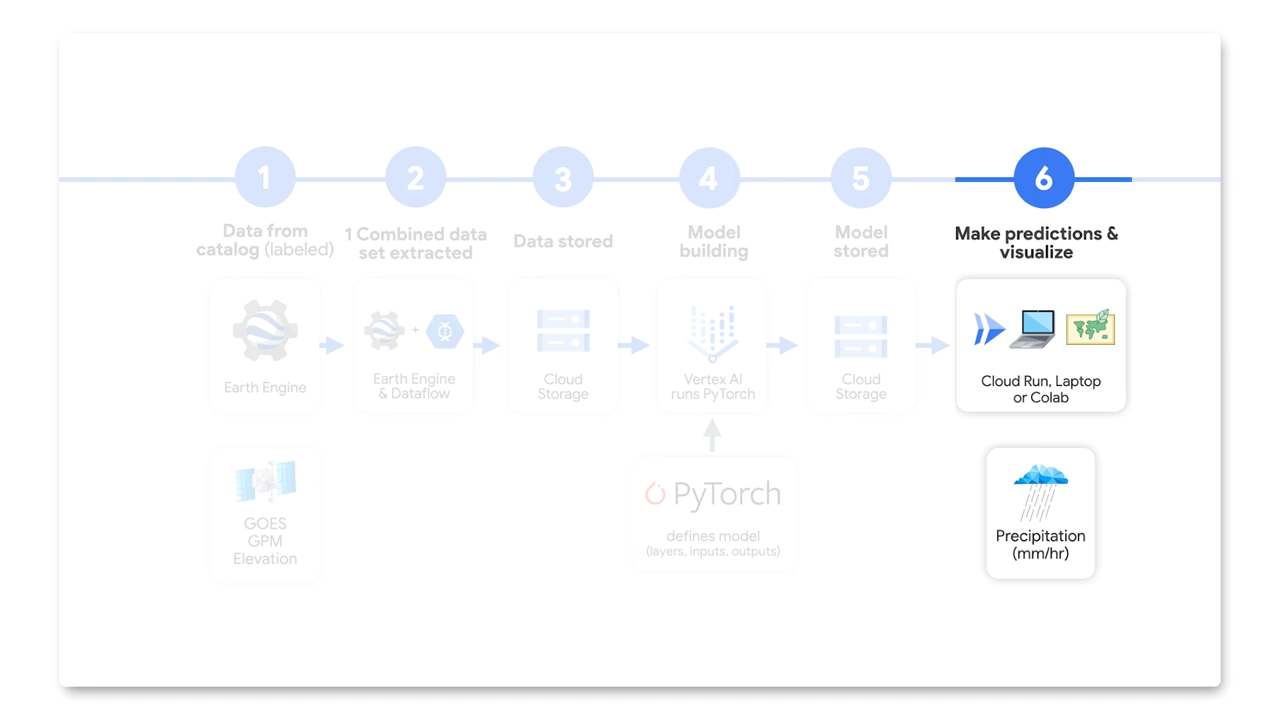 1
2
3
4
5
6
Data from
catalog (labeled)
1 Combined data
set extracted
Data stored
Model
building
Model
stored
Make predictions &
visualize
Earth Engine
+
Earth Engine
& Dataflow
Cloud
Storage
Vertex AI
runs PyTorch
Cloud
Storage
Cloud Run, Laptop
or Colab
GOES
GPM
Elevation
PyTorch
defines model
(layers, inputs, outputs)
Precipitation
(mm/hr)